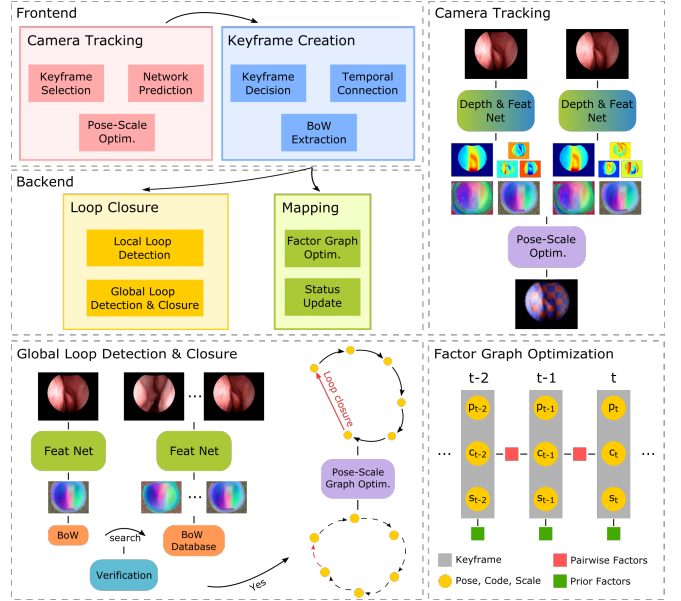 Frontend
Camera Tracking
Keyframe
Selection
Network
Prediction
Pose-Scale
Optim.
Keyframe Creation
Keyframe
Decision
Temporal
Connection
BoW
Extraction
Backend
Loop Closure
Local Loop
Detection
Global Loop
Detection & Closure
Mapping
Factor Graph
Optim.
Status
Update
Camera Tracking
Depth & Feat
Net
Depth & Feat
Net
Pose-Scale
Optim.
Global Loop Detection & Closure
...
Feat Net
Feat Net
...
BoW
search
BoW
Database
Verification
Yes
Loop closure
Pose-Scale
Graph Optim.
Factor Graph Optimization
t-2 t-1 t
pt-2 pt-1 pt
... ct-2 ct-1 ct ...
st-2 st-1 st
Keyframe
Pairwise Factors
Pose, Code, Scale
Prior Factors